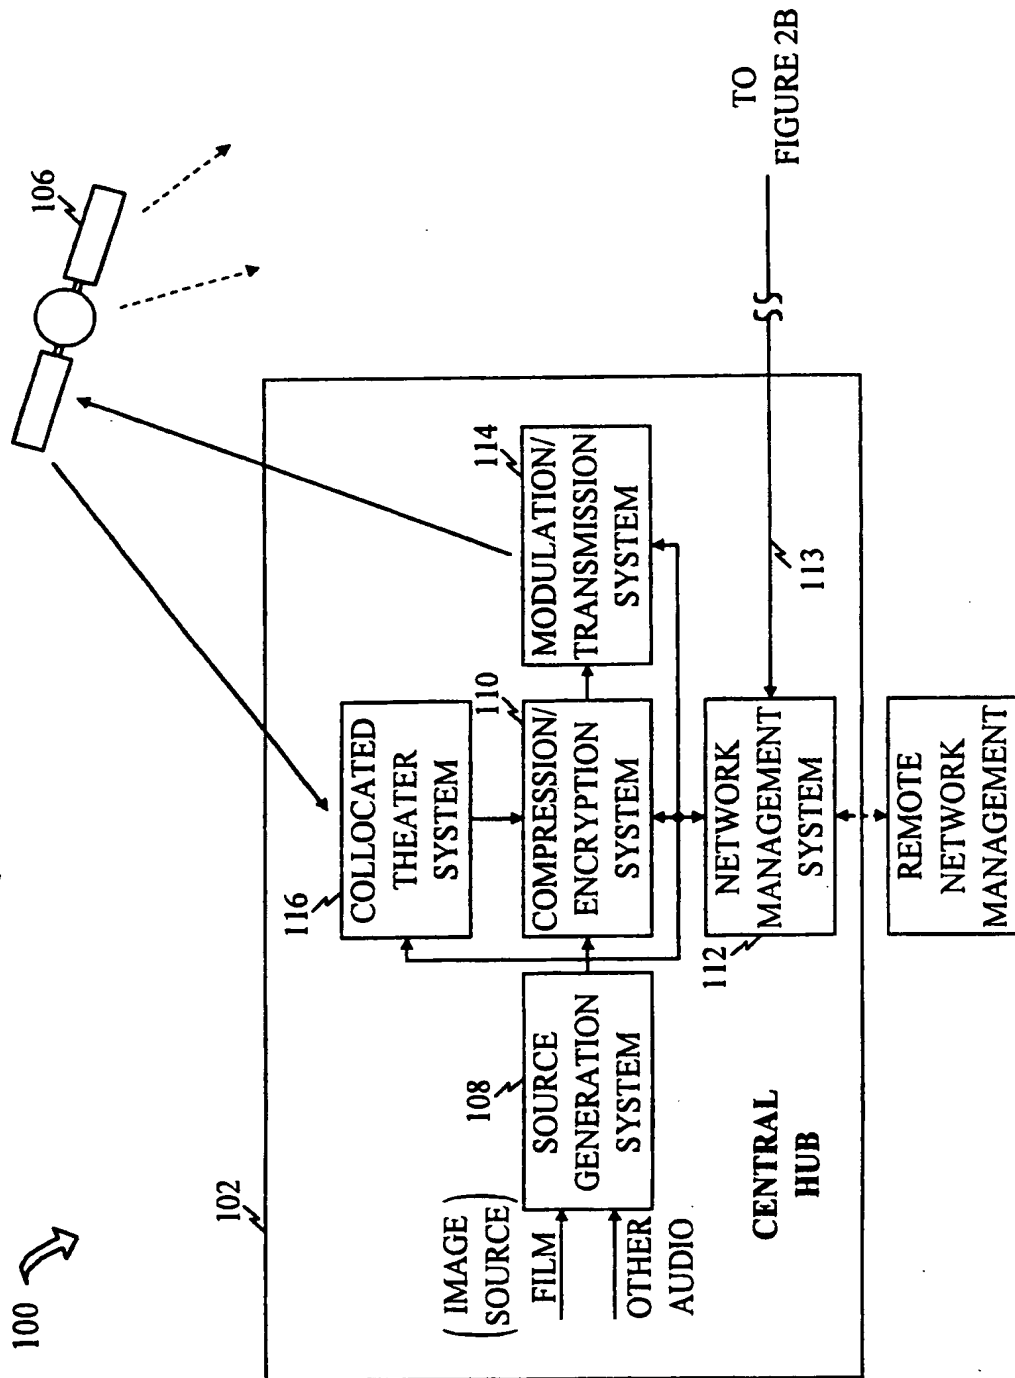 100
102
106
116
COLLOCATED
THEATER
SYSTEM
(IMAGE
SOURCE)
FILM
OTHER
AUDIO
108
SOURCE
GENERATION
SYSTEM
110
COMPRESSION/
ENCRYPTION
SYSTEM
114
MODULATION/
TRANSMISSION
SYSTEM
112
NETWORK
MANAGEMENT
SYSTEM
113
TO
FIGURE 2B
CENTRAL
HUB
REMOTE
NETWORK
MANAGEMENT